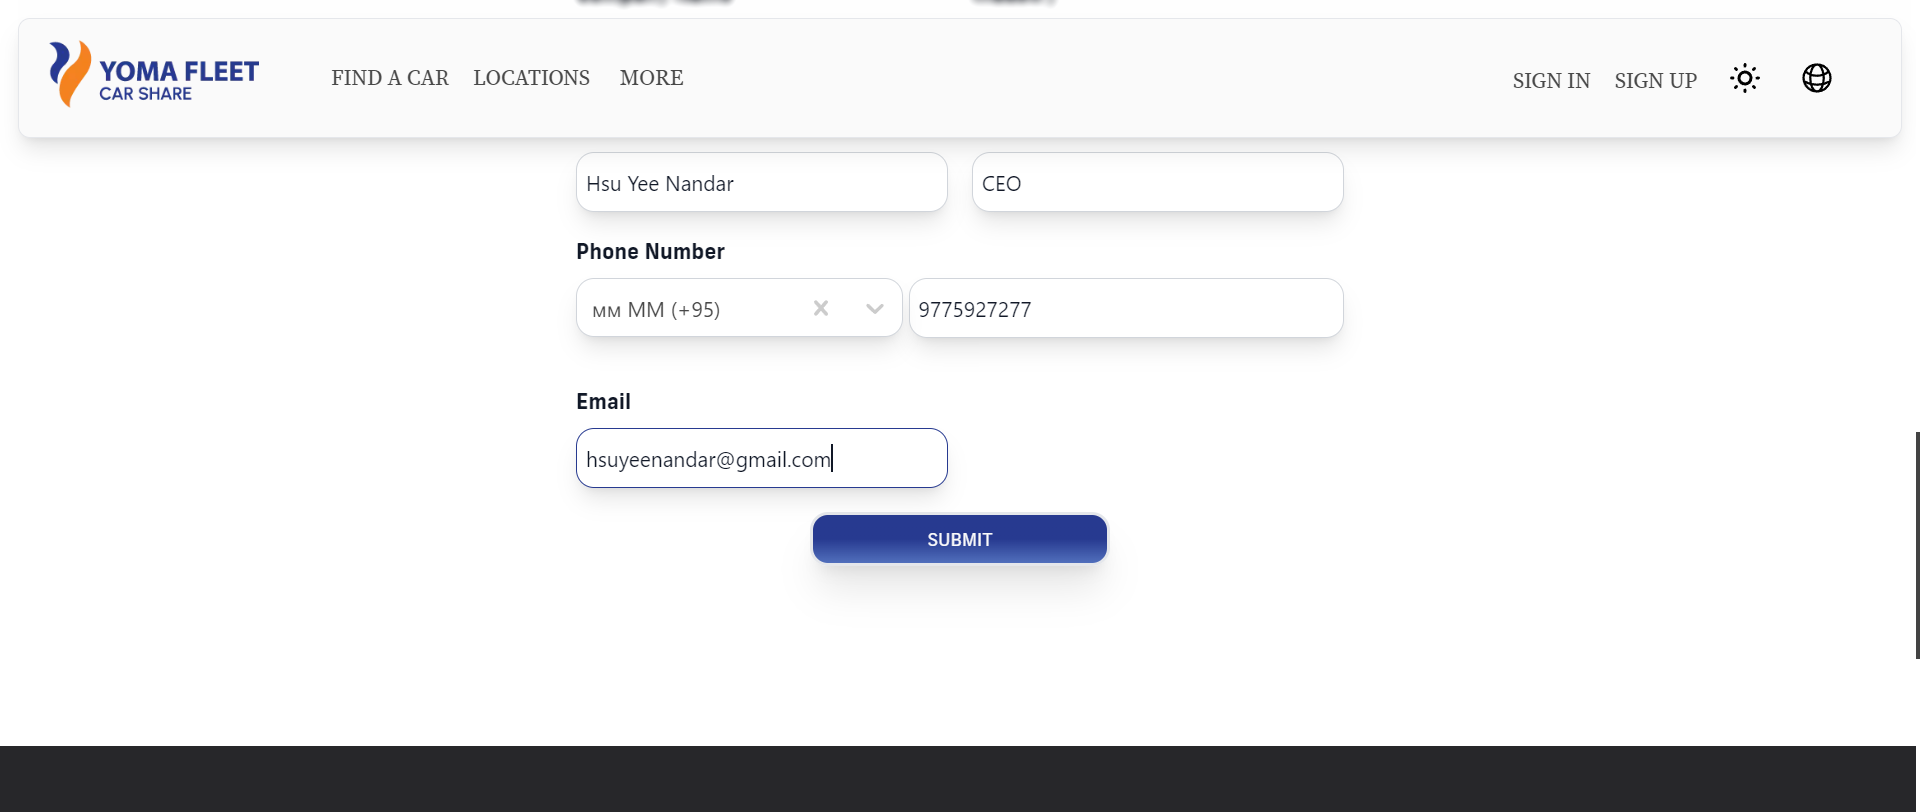 YOMA FLEET
CAR SHARE
FIND A CAR LOCATIONS MORE
SIGN IN SIGN UP
Hsu Yee Nandar CEO
Phone Number
ᴍᴍ MM (+95) 9775927277
Email
hsuyeenandar@gmail.com
SUBMIT